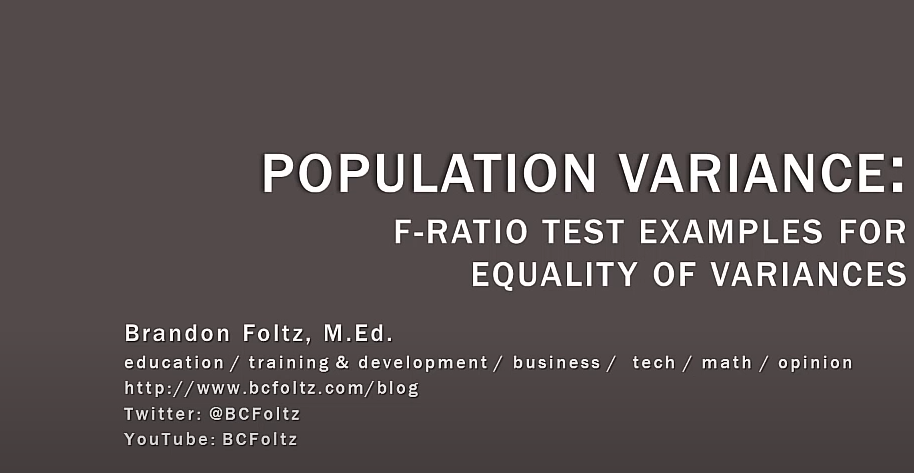 POPULATION VARIANCE:
F-RATIO TEST EXAMPLES FOR
EQUALITY OF VARIANCES
Brandon Foltz, M.Ed.
education / training & development / business / tech / math / opinion
http://www.bcfoltz.com/blog
Twitter: @BCFoltz
YouTube: BCFoltz